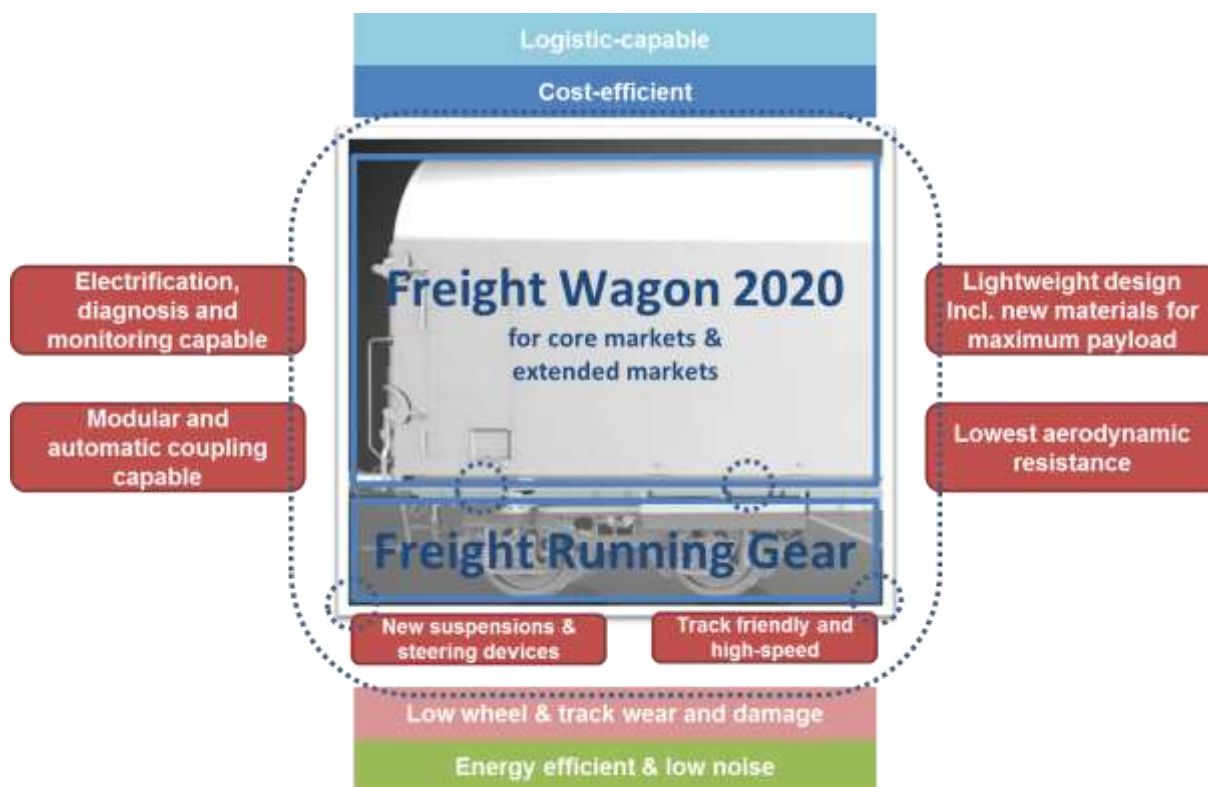 Logistic-capable
Cost-efficient
Electrification,
diagnosis and
monitoring capable
Modular and
automatic coupling
capable
Freight Wagon 2020
for core markets &
extended markets
Lightweight design
Incl. new materials for
maximum payload
Lowest aerodynamic
resistance
Freight Running Gear
New suspensions &
steering devices
Track friendly and
high-speed
Low wheel & track wear and damage
Energy efficient & low noise